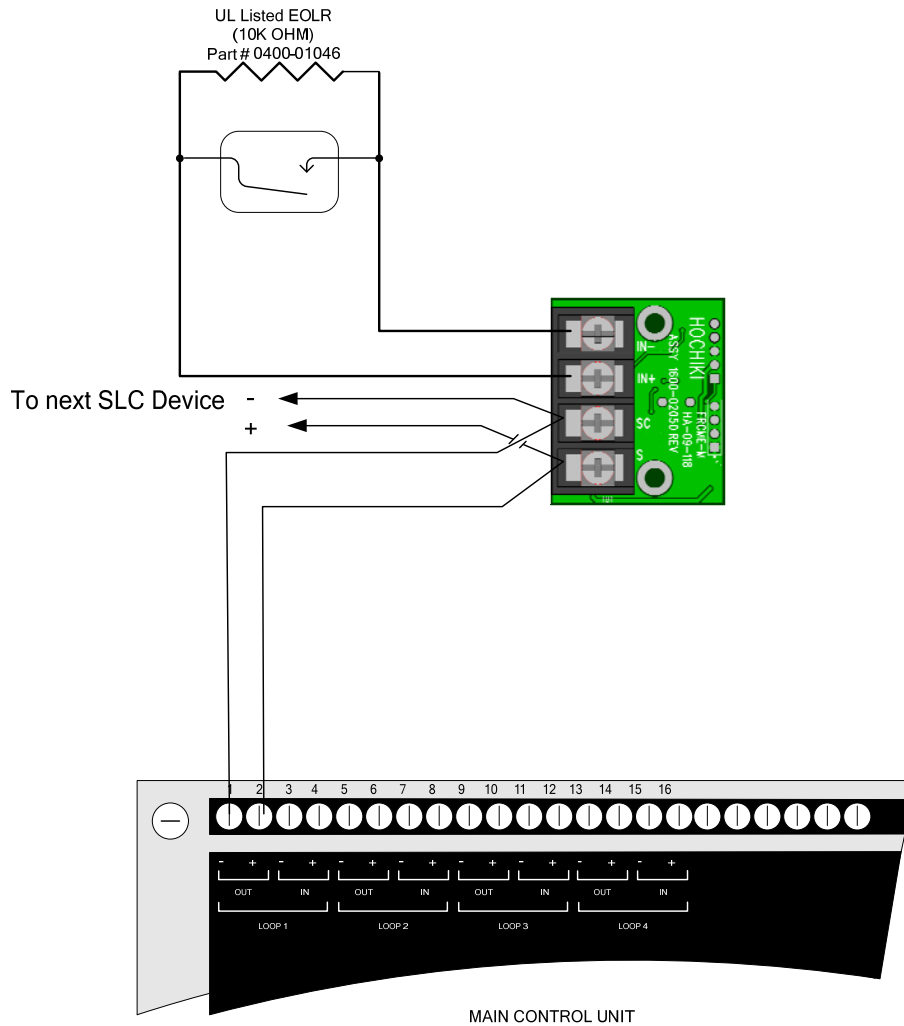 UL Listed EOLR
(10K OHM)
Part # 0400-01046
HOCHIKI
ASSY 1600-02050 REV
HA-09-118
FRCME-M
IN-
IN+
SC
S
To next SLC Device -
+
1 2 3 4 5 6 7 8 9 10 11 12 13 14 15 16
- + - + - + - + - + - + - + - +
OUT IN OUT IN OUT IN OUT IN
LOOP 1 LOOP 2 LOOP 3 LOOP 4
MAIN CONTROL UNIT